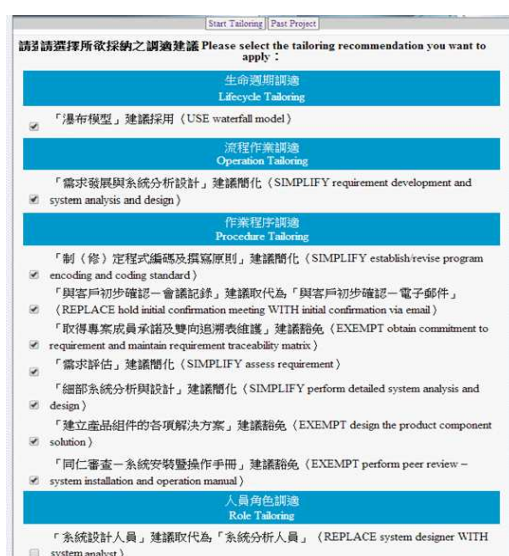 Start Tailoring Past Project
請選擇所欲採納之調適建議 Please select the tailoring recommendation you want to
apply：
生命週期調適
Lifecycle Tailoring
「瀑布模型」建議採用（USE waterfall model）
流程作業調適
Operation Tailoring
「需求發展與系統分析設計」建議簡化（SIMPLIFY requirement development and
system analysis and design）
作業程序調適
Procedure Tailoring
「制（修）定程式編碼及撰寫原則」建議簡化（SIMPLIFY establish/revise program
encoding and coding standard）
「與客戶初步確認－會議記錄」建議取代為「與客戶初步確認－電子郵件」
（REPLACE hold initial confirmation meeting WITH initial confirmation via email）
「取得專案成員承諾及雙向追溯表維護」建議豁免（EXEMPT obtain commitment to
requirement and maintain requirement traceability matrix）
「需求評估」建議簡化（SIMPLIFY assess requirement）
「細部系統分析與設計」建議簡化（SIMPLIFY perform detailed system analysis and
design）
「建立產品組件的各項解決方案」建議豁免（EXEMPT design the product component
solution）
「同仁審查－系統安裝暨操作手冊」建議豁免（EXEMPT perform peer review –
system installation and operation manual）
人員角色調適
Role Tailoring
「系統設計人員」建議取代為「系統分析人員」（REPLACE system designer WITH
system analyst）